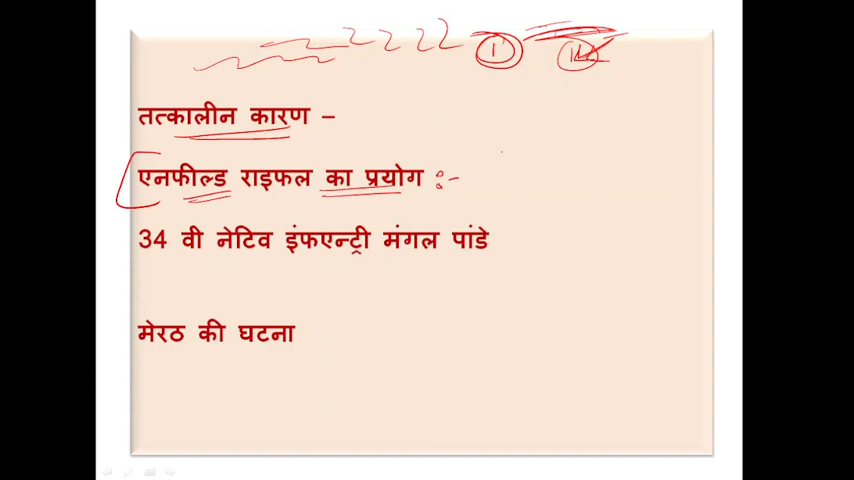 तत्कालीन कारण –
एनफील्ड राइफल का प्रयोग :-
34 वी नेटिव इंफएन्ट्री मंगल पांडे
मेरठ की घटना